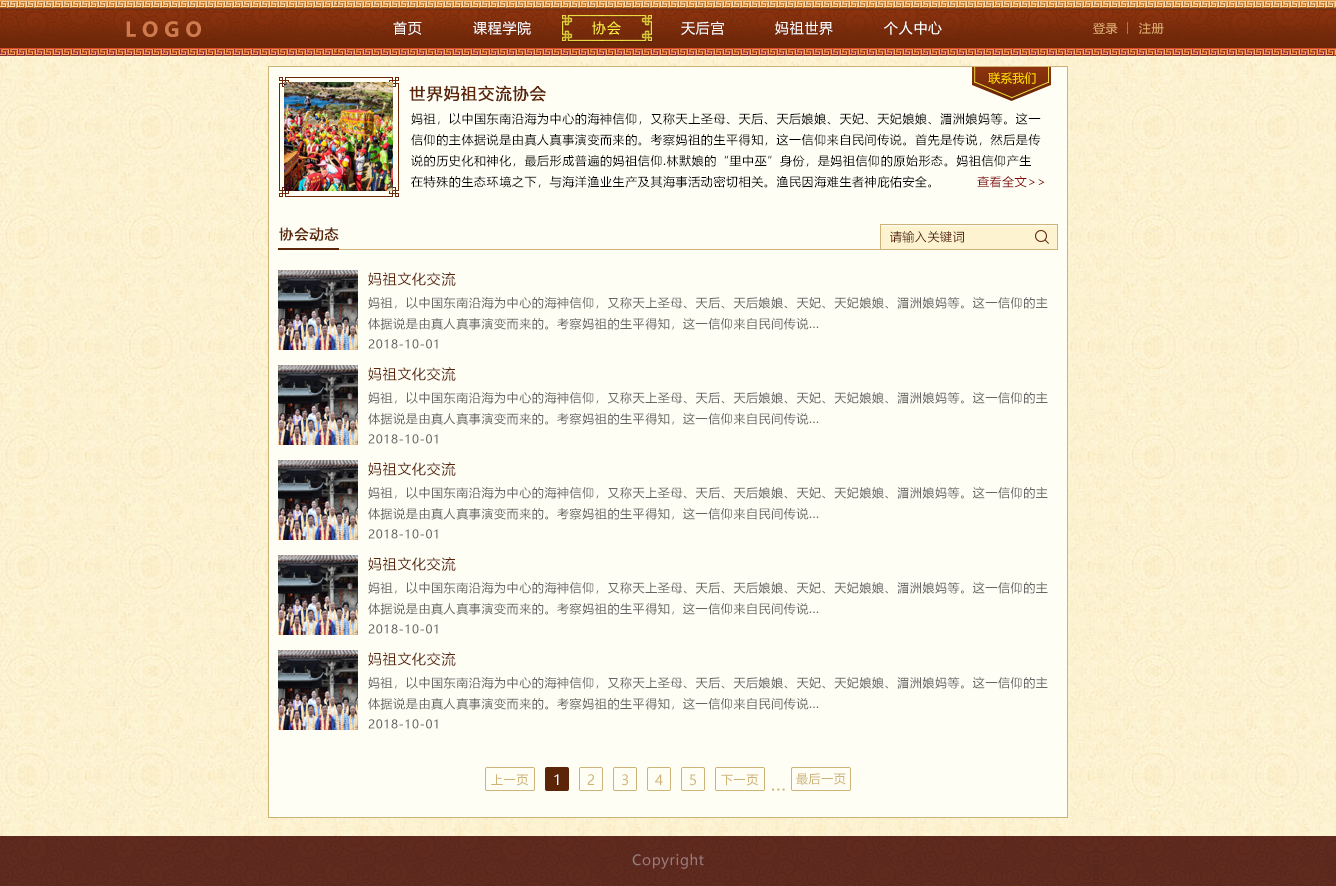 LOGO
首页 课程学院 协会 天后宫 妈祖世界 个人中心 登录 | 注册
联系我们
世界妈祖交流协会
妈祖，以中国东南沿海为中心的海神信仰，又称天上圣母、天后、天后娘娘、天妃、天妃娘娘、湄洲娘妈等。这一
信仰的主体据说是由真人真事演变而来的。考察妈祖的生平得知，这一信仰来自民间传说。首先是传说，然后是传
说的历史化和神化，最后形成普遍的妈祖信仰.林默娘的“里中巫”身份，是妈祖信仰的原始形态。妈祖信仰产生
在特殊的生态环境之下，与海洋渔业生产及其海事活动密切相关。渔民因海难生者神庇佑安全。 查看全文>>
协会动态 请输入关键词
妈祖文化交流
妈祖，以中国东南沿海为中心的海神信仰，又称天上圣母、天后、天后娘娘、天妃、天妃娘娘、湄洲娘妈等。这一信仰的主
体据说是由真人真事演变而来的。考察妈祖的生平得知，这一信仰来自民间传说...
2018-10-01
妈祖文化交流
妈祖，以中国东南沿海为中心的海神信仰，又称天上圣母、天后、天后娘娘、天妃、天妃娘娘、湄洲娘妈等。这一信仰的主
体据说是由真人真事演变而来的。考察妈祖的生平得知，这一信仰来自民间传说...
2018-10-01
妈祖文化交流
妈祖，以中国东南沿海为中心的海神信仰，又称天上圣母、天后、天后娘娘、天妃、天妃娘娘、湄洲娘妈等。这一信仰的主
体据说是由真人真事演变而来的。考察妈祖的生平得知，这一信仰来自民间传说...
2018-10-01
妈祖文化交流
妈祖，以中国东南沿海为中心的海神信仰，又称天上圣母、天后、天后娘娘、天妃、天妃娘娘、湄洲娘妈等。这一信仰的主
体据说是由真人真事演变而来的。考察妈祖的生平得知，这一信仰来自民间传说...
2018-10-01
妈祖文化交流
妈祖，以中国东南沿海为中心的海神信仰，又称天上圣母、天后、天后娘娘、天妃、天妃娘娘、湄洲娘妈等。这一信仰的主
体据说是由真人真事演变而来的。考察妈祖的生平得知，这一信仰来自民间传说...
2018-10-01
上一页 1 2 3 4 5 下一页 ... 最后一页
Copyright